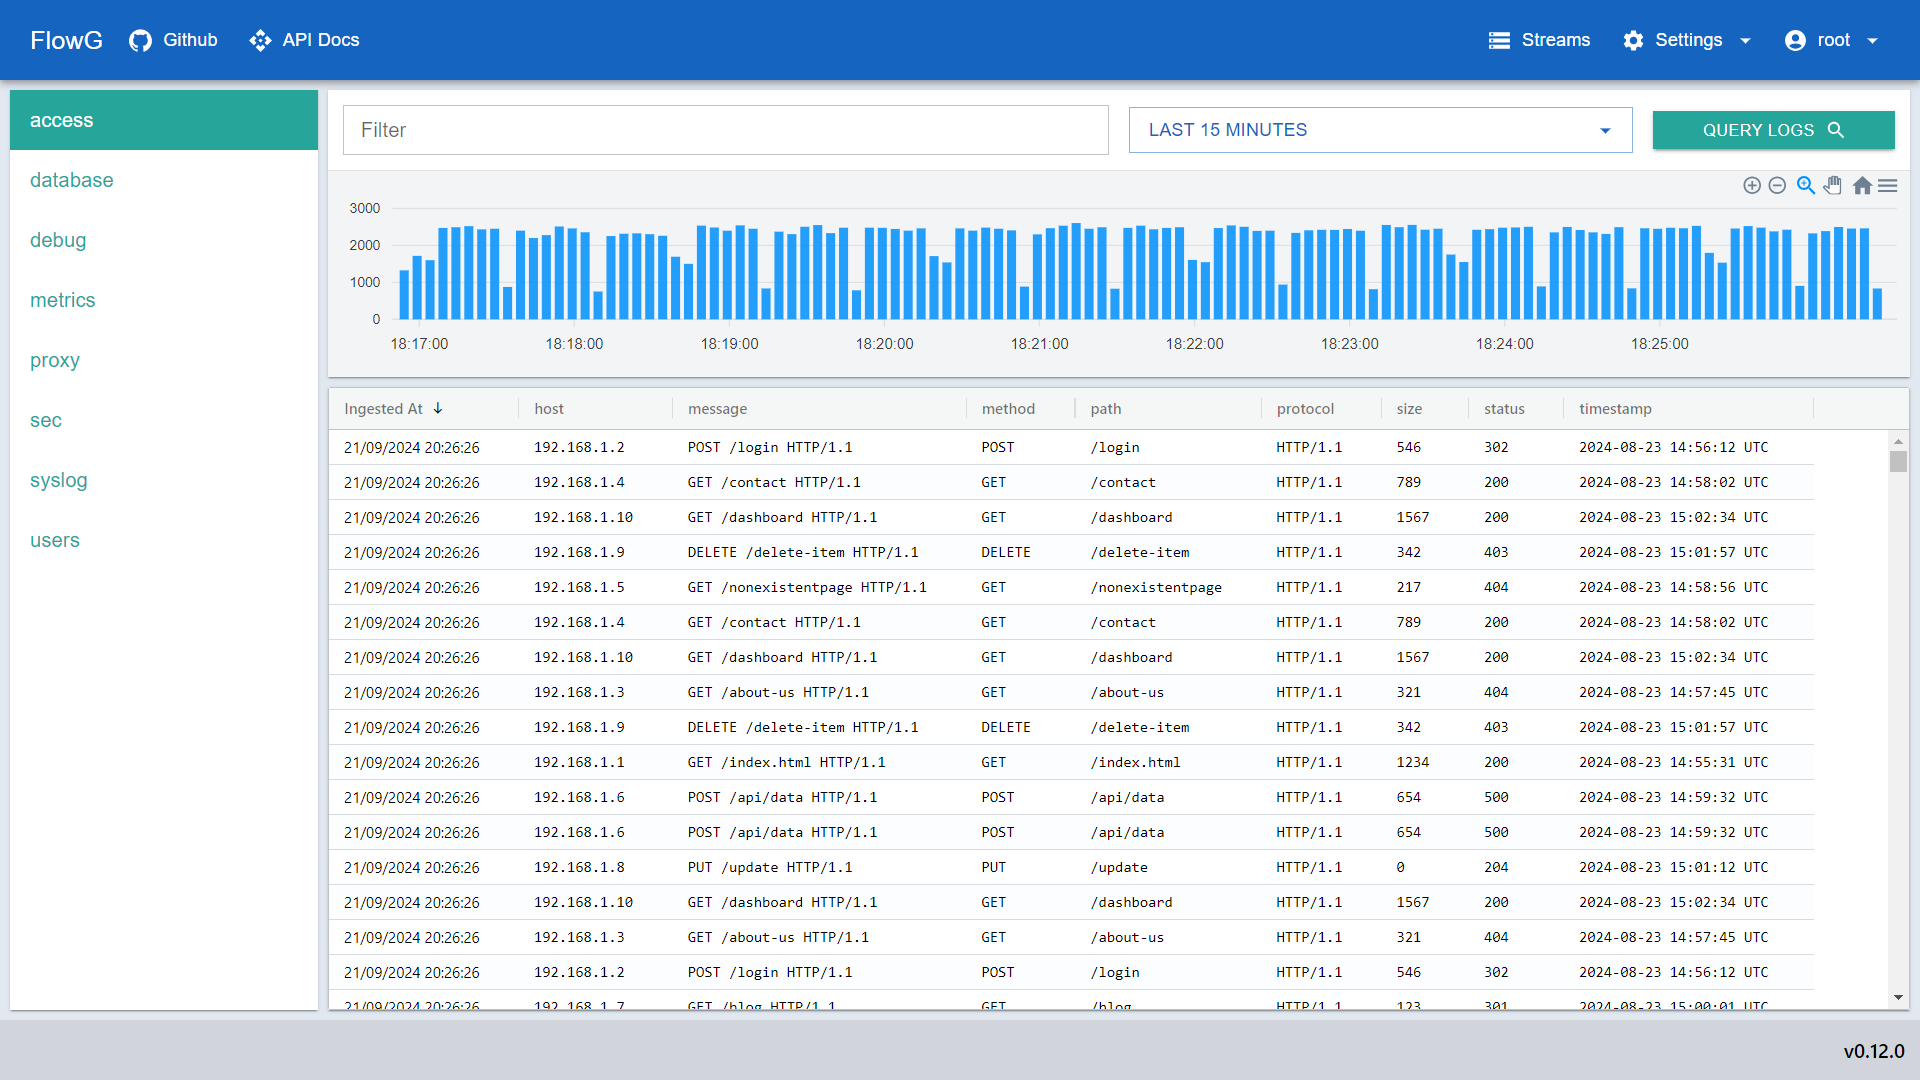 FlowG Github API Docs Streams Settings root
access
database
debug
metrics
proxy
sec
syslog
users
Filter LAST 15 MINUTES QUERY LOGS
3000
2000
1000
0
18:17:00 18:18:00 18:19:00 18:20:00 18:21:00 18:22:00 18:23:00 18:24:00 18:25:00
Ingested At host message method path protocol size status timestamp
21/09/2024 20:26:26 192.168.1.2 POST /login HTTP/1.1 POST /login HTTP/1.1 546 302 2024-08-23 14:56:12 UTC
21/09/2024 20:26:26 192.168.1.4 GET /contact HTTP/1.1 GET /contact HTTP/1.1 789 200 2024-08-23 14:58:02 UTC
21/09/2024 20:26:26 192.168.1.10 GET /dashboard HTTP/1.1 GET /dashboard HTTP/1.1 1567 200 2024-08-23 15:02:34 UTC
21/09/2024 20:26:26 192.168.1.9 DELETE /delete-item HTTP/1.1 DELETE /delete-item HTTP/1.1 342 403 2024-08-23 15:01:57 UTC
21/09/2024 20:26:26 192.168.1.5 GET /nonexistentpage HTTP/1.1 GET /nonexistentpage HTTP/1.1 217 404 2024-08-23 14:58:56 UTC
21/09/2024 20:26:26 192.168.1.4 GET /contact HTTP/1.1 GET /contact HTTP/1.1 789 200 2024-08-23 14:58:02 UTC
21/09/2024 20:26:26 192.168.1.10 GET /dashboard HTTP/1.1 GET /dashboard HTTP/1.1 1567 200 2024-08-23 15:02:34 UTC
21/09/2024 20:26:26 192.168.1.3 GET /about-us HTTP/1.1 GET /about-us HTTP/1.1 321 404 2024-08-23 14:57:45 UTC
21/09/2024 20:26:26 192.168.1.9 DELETE /delete-item HTTP/1.1 DELETE /delete-item HTTP/1.1 342 403 2024-08-23 15:01:57 UTC
21/09/2024 20:26:26 192.168.1.1 GET /index.html HTTP/1.1 GET /index.html HTTP/1.1 1234 200 2024-08-23 14:55:31 UTC
21/09/2024 20:26:26 192.168.1.6 POST /api/data HTTP/1.1 POST /api/data HTTP/1.1 654 500 2024-08-23 14:59:32 UTC
21/09/2024 20:26:26 192.168.1.6 POST /api/data HTTP/1.1 POST /api/data HTTP/1.1 654 500 2024-08-23 14:59:32 UTC
21/09/2024 20:26:26 192.168.1.8 PUT /update HTTP/1.1 PUT /update HTTP/1.1 0 204 2024-08-23 15:01:12 UTC
21/09/2024 20:26:26 192.168.1.10 GET /dashboard HTTP/1.1 GET /dashboard HTTP/1.1 1567 200 2024-08-23 15:02:34 UTC
21/09/2024 20:26:26 192.168.1.3 GET /about-us HTTP/1.1 GET /about-us HTTP/1.1 321 404 2024-08-23 14:57:45 UTC
21/09/2024 20:26:26 192.168.1.2 POST /login HTTP/1.1 POST /login HTTP/1.1 546 302 2024-08-23 14:56:12 UTC
21/09/2024 20:26:26 192.168.1.7 GET /blog HTTP/1.1 GET /blog HTTP/1.1 123 301 2024-08-23 15:00:01 UTC
v0.12.0